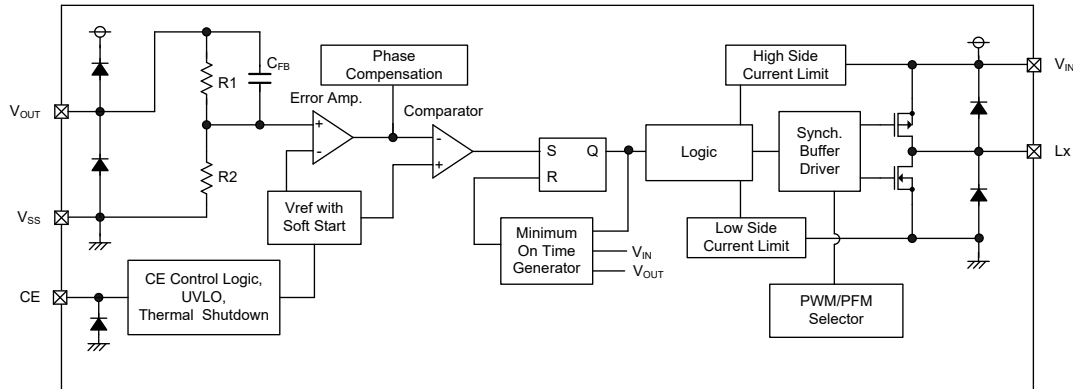 Phase
Compensation
High Side
Current Limit
VIN
CFB
R1
Error Amp.
Comparator
VOUT
+
-
-
+
S
Q
R
Logic
Synch.
Buffer
Driver
Lx
R2
VSS
Vref with
Soft Start
Minimum
On Time
Generator
VIN
VOUT
Low Side
Current Limit
CE
CE Control Logic,
UVLO,
Thermal Shutdown
PWM/PFM
Selector